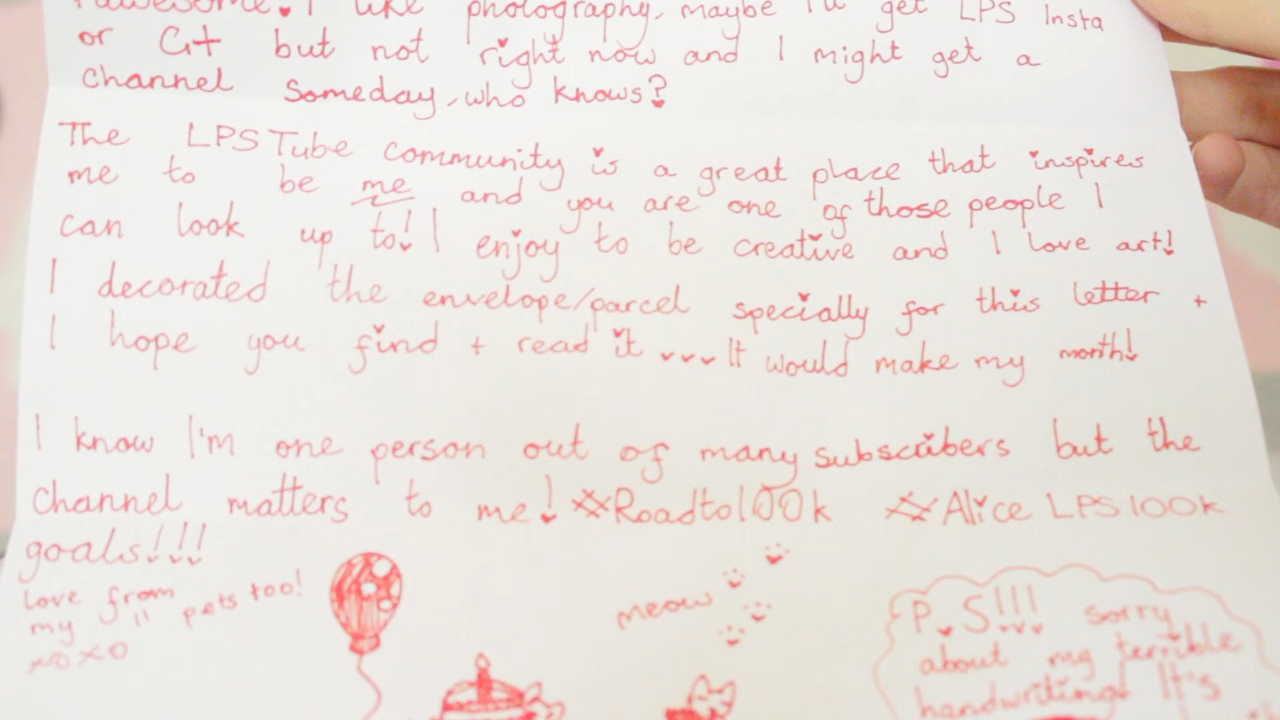 awesome. I like photography, maybe I'll get LPS Insta
or G+ but not right now and I might get a
channel someday, who knows?
The LPSTube community is a great place that inspires
me to be me and you are one of those people I
can look up to! I enjoy to be creative and I love art!
I decorated the envelope/parcel specially for this letter +
I hope you find + read it ... It would make my month!
I know I'm one person out of many subscribers but the
channel matters to me! #Roadto100k #AliceLPS100k
goals!!!
love from
my 11 pets too!
xoxo
meow
P.S!!! sorry
about my terrible
handwriting! It's